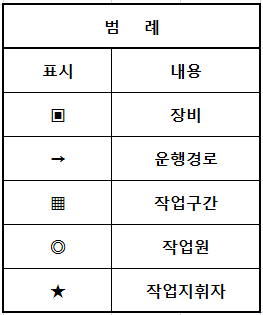 범 례
표시 내용
▣ 장비
→ 운행경로
▦ 작업구간
◎ 작업원
★ 작업지휘자